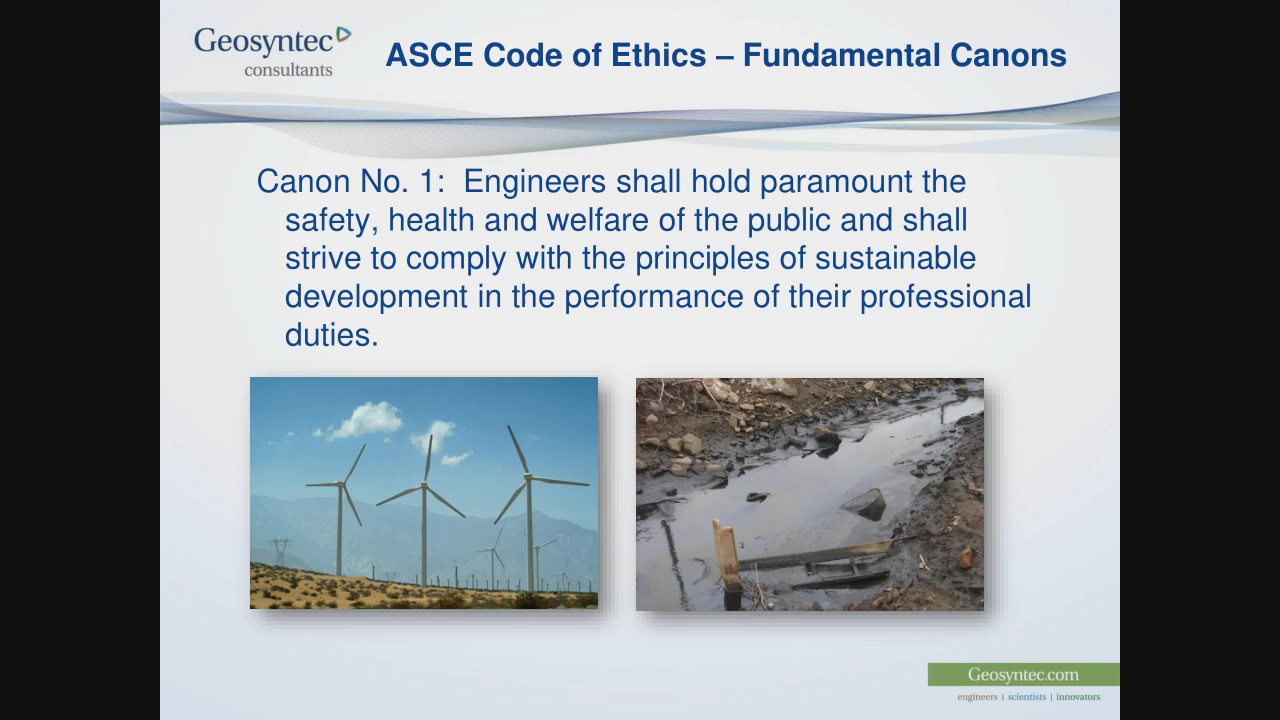 Geosyntec
consultants
ASCE Code of Ethics – Fundamental Canons
Canon No. 1:  Engineers shall hold paramount the
safety, health and welfare of the public and shall
strive to comply with the principles of sustainable
development in the performance of their professional
duties.
Geosyntec.com
engineers | scientists | innovators